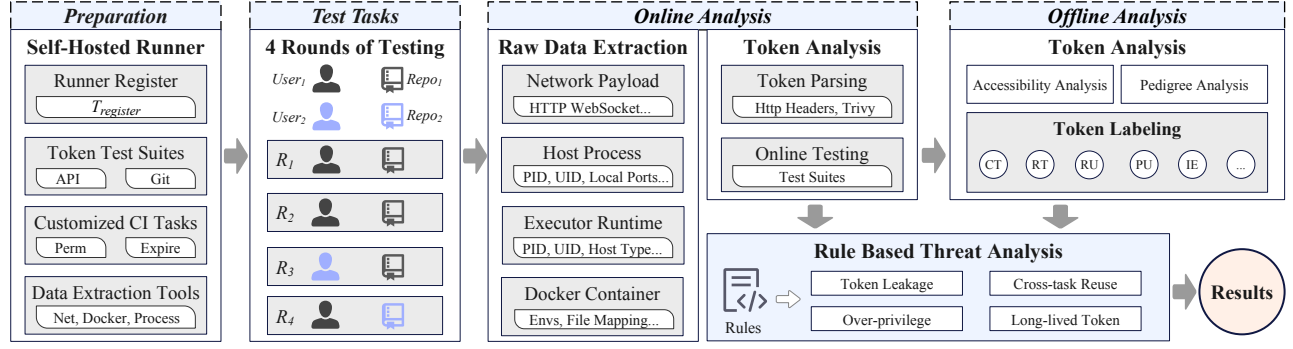 Preparation
Test Tasks
Online Analysis
Offline Analysis
Self-Hosted Runner
Runner Register
Tregister
Token Test Suites
API
Git
Customized CI Tasks
Perm
Expire
Data Extraction Tools
Net, Docker, Process
4 Rounds of Testing
User1
Repo1
User2
Repo2
R1
R2
R3
R4
Raw Data Extraction
Network Payload
HTTP WebSocket...
Host Process
PID, UID, Local Ports...
Executor Runtime
PID, UID, Host Type...
Docker Container
Envs, File Mapping...
Token Analysis
Token Parsing
Http Headers, Trivy
Online Testing
Test Suites
Token Analysis
Accessibility Analysis
Pedigree Analysis
Token Labeling
CT
RT
RU
PU
IE
...
Rule Based Threat Analysis
Rules
Token Leakage
Cross-task Reuse
Over-privilege
Long-lived Token
Results